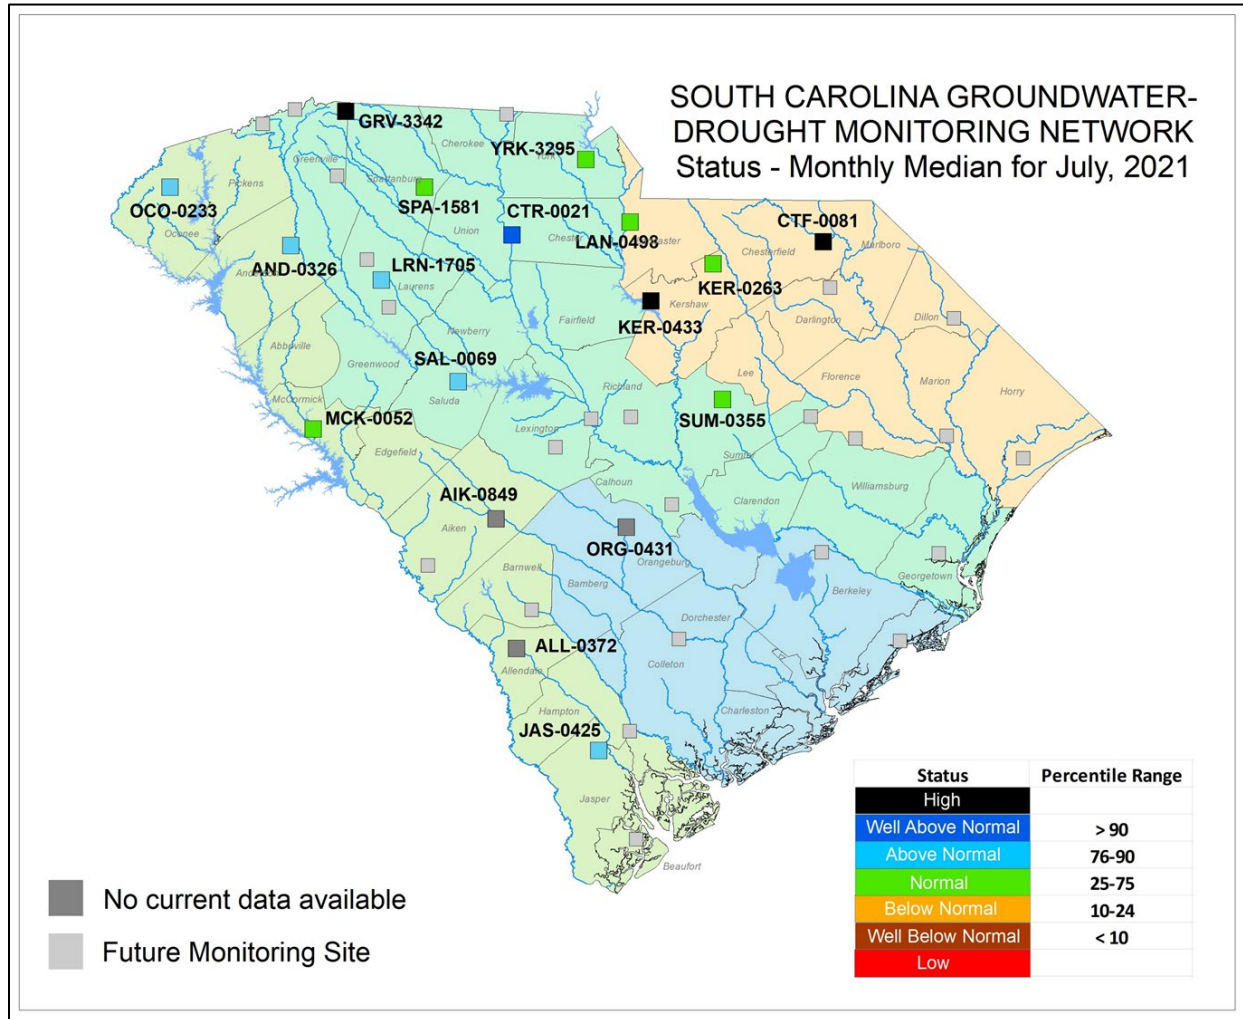 SOUTH CAROLINA GROUNDWATER-
DROUGHT MONITORING NETWORK
Status - Monthly Median for July, 2021
GRV-3342
Cherokee
YRK-3295
York
Greenville
Spartanburg
Pickens
SPA-1581
CTR-0021
OCO-0233
Oconee
Union
Chester
LAN-0498
CTF-0081
Marlboro
Chesterfield
AND-0326
LRN-1705
Laurens
KER-0263
Kershaw
KER-0433
Fairfield
Darlington
Dillon
Newberry
Abbeville
Greenwood
SAL-0069
Saluda
Richland
Lee
Florence
Marion
Horry
McCormick
MCK-0052
Lexington
SUM-0355
Sumter
Edgefield
Calhoun
Clarendon
Williamsburg
AIK-0849
Aiken
ORG-0431
Orangeburg
Barnwell
Bamberg
Georgetown
Berkeley
Dorchester
ALL-0372
Allendale
Colleton
Hampton
Charleston
JAS-0425
Jasper
Beaufort
Status Percentile Range
High
Well Above Normal > 90
Above Normal 76-90
Normal 25-75
Below Normal 10-24
Well Below Normal < 10
Low
No current data available
Future Monitoring Site